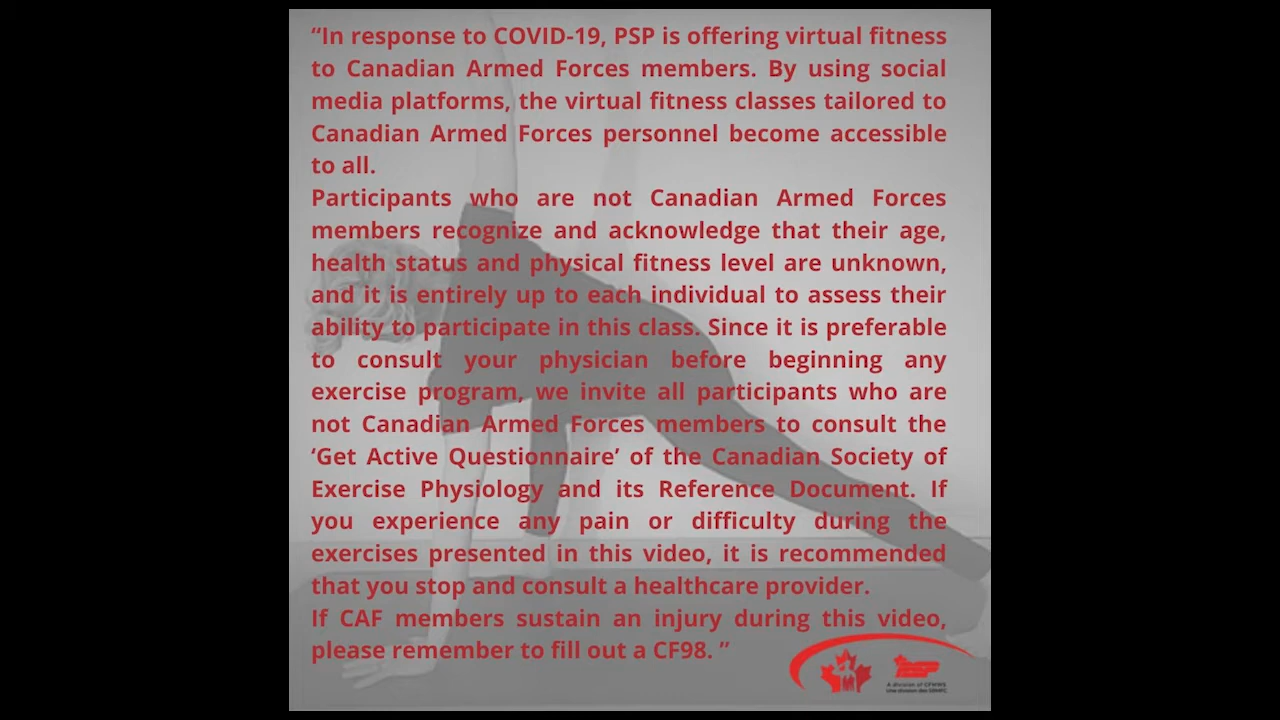 “In response to COVID-19, PSP is offering virtual fitness
to Canadian Armed Forces members. By using social
media platforms, the virtual fitness classes tailored to
Canadian Armed Forces personnel become accessible
to all.
Participants who are not Canadian Armed Forces
members recognize and acknowledge that their age,
health status and physical fitness level are unknown,
and it is entirely up to each individual to assess their
ability to participate in this class. Since it is preferable
to consult your physician before beginning any
exercise program, we invite all participants who are
not Canadian Armed Forces members to consult the
‘Get Active Questionnaire’ of the Canadian Society of
Exercise Physiology and its Reference Document. If
you experience any pain or difficulty during the
exercises presented in this video, it is recommended
that you stop and consult a healthcare provider.
If CAF members sustain an injury during this video,
please remember to fill out a CF98. ”
A division of CFMWS